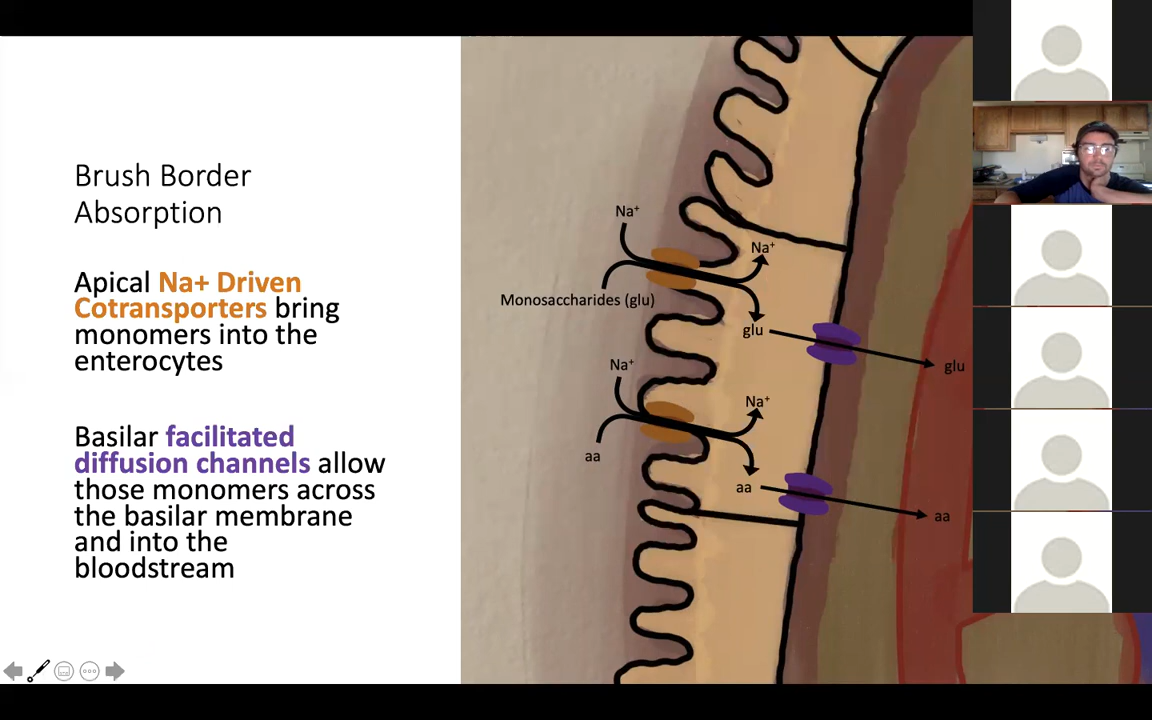 Brush Border
Absorption
Apical Na+ Driven
Cotransporters bring
monomers into the
enterocytes
Basilar facilitated
diffusion channels allow
those monomers across
the basilar membrane
and into the
bloodstream
Na⁺
Na⁺
Monosaccharides (glu)
glu
glu
Na⁺
Na⁺
aa
aa
aa